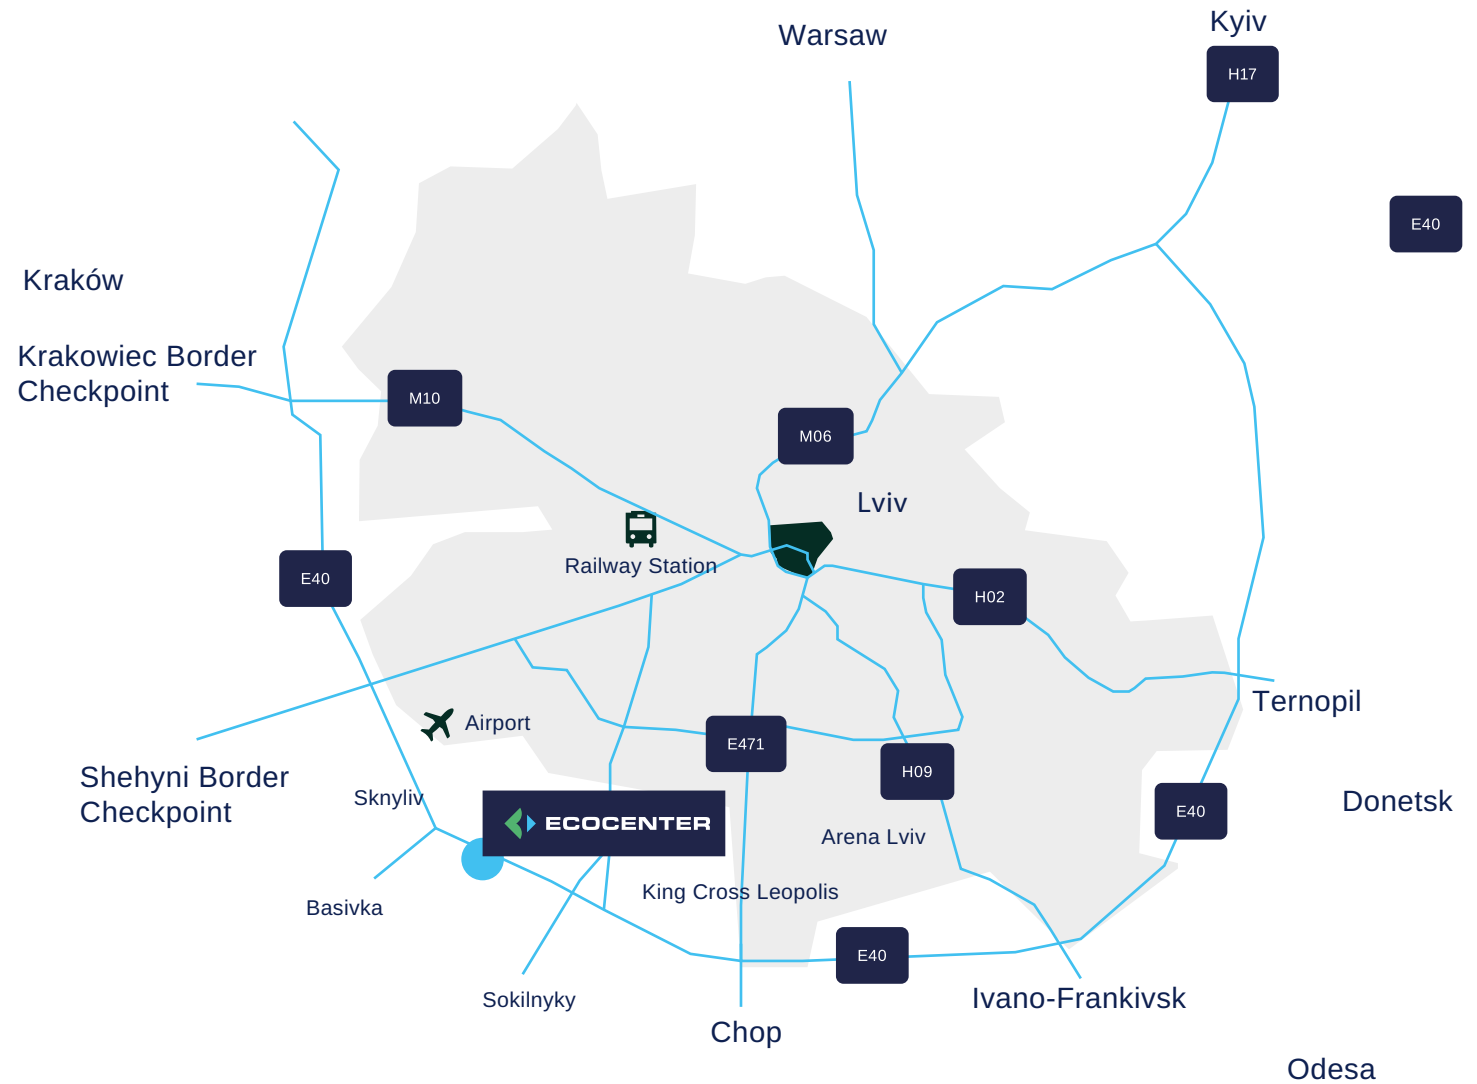 Kyiv
Warsaw
H17
E40
Kraków
Krakowiec Border
Checkpoint
M10
M06
Lviv
Railway Station
E40
H02
Ternopil
Airport
E471
H09
Shehyni Border
Checkpoint
Sknyliv
Donetsk
E40
ECOCENTER
Arena Lviv
King Cross Leopolis
Basivka
E40
Sokilnyky
Ivano-Frankivsk
Chop
Odesa